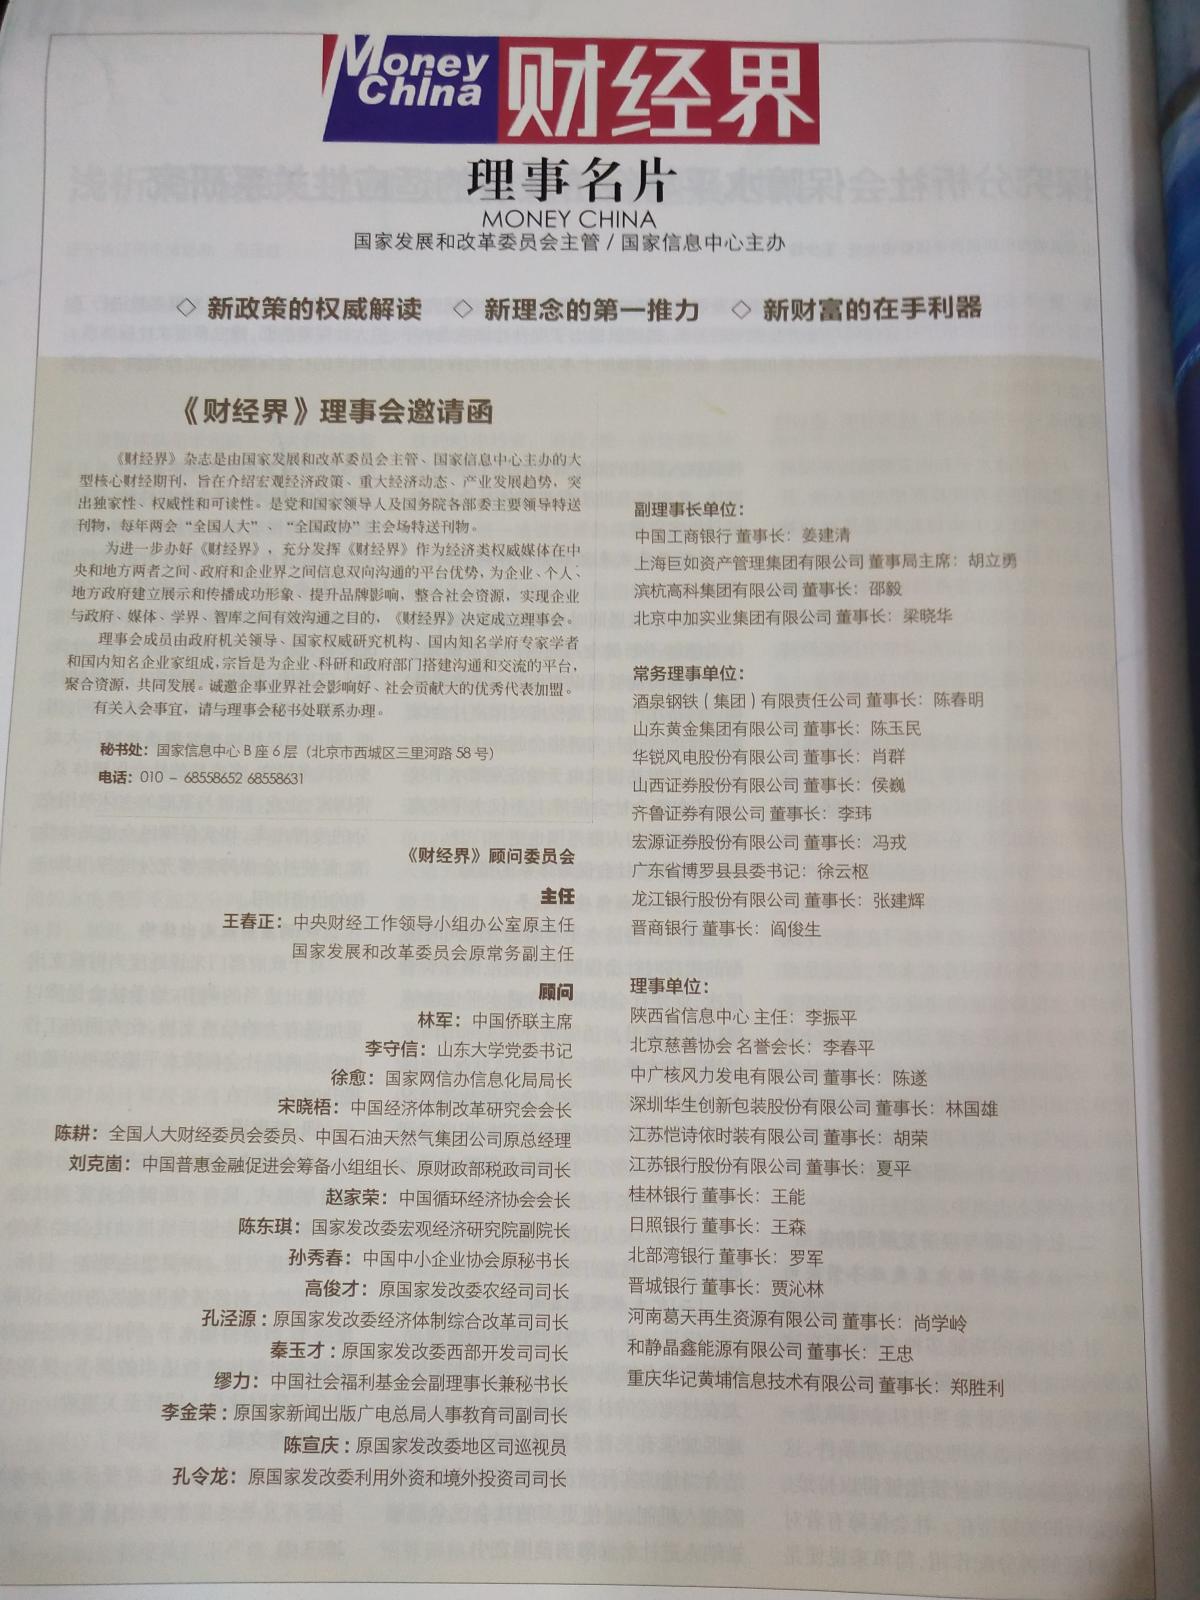 Money
China
财经界
理事名片
MONEY CHINA
国家发展和改革委员会主管 / 国家信息中心主办
◇ 新政策的权威解读 ◇ 新理念的第一推力 ◇ 新财富的在手利器
《财经界》理事会邀请函
《财经界》杂志是由国家发展和改革委员会主管、国家信息中心主办的大
型核心财经期刊，旨在介绍宏观经济政策、重大经济动态、产业发展趋势，突
出独家性、权威性和可读性。是党和国家领导人及国务院各部委主要领导特送
刊物，每年两会“全国人大”、“全国政协”主会场特送刊物。
为进一步办好《财经界》，充分发挥《财经界》作为经济类权威媒体在中
央和地方两者之间、政府和企业界之间信息双向沟通的平台优势，为企业、个人、
地方政府建立展示和传播成功形象、提升品牌影响，整合社会资源，实现企业
与政府、媒体、学界、智库之间有效沟通之目的，《财经界》决定成立理事会。
理事会成员由政府机关领导、国家权威研究机构、国内知名学府专家学者
和国内知名企业家组成，宗旨是为企业、科研和政府部门搭建沟通和交流的平台，
聚合资源，共同发展。诚邀企事业界社会影响好、社会贡献大的优秀代表加盟。
有关入会事宜，请与理事会秘书处联系办理。
秘书处：国家信息中心 B 座 6 层（北京市西城区三里河路 58 号）
电话：010 - 68558652 68558631
《财经界》顾问委员会
主任
王春正：中央财经工作领导小组办公室原主任
国家发展和改革委员会原常务副主任
顾问
林军：中国侨联主席
李守信：山东大学党委书记
徐愈：国家网信办信息化局局长
宋晓梧：中国经济体制改革研究会会长
陈耕：全国人大财经委员会委员、中国石油天然气集团公司原总经理
刘克崮：中国普惠金融促进会筹备小组组长、原财政部税政司司长
赵家荣：中国循环经济协会会长
陈东琪：国家发改委宏观经济研究院副院长
孙秀春：中国中小企业协会原秘书长
高俊才：原国家发改委农经司司长
孔泾源：原国家发改委经济体制综合改革司司长
秦玉才：原国家发改委西部开发司司长
缪力：中国社会福利基金会副理事长兼秘书长
李金荣：原国家新闻出版广电总局人事教育司副司长
陈宣庆：原国家发改委地区司巡视员
孔令龙：原国家发改委利用外资和境外投资司司长
副理事长单位：
中国工商银行 董事长：姜建清
上海巨如资产管理集团有限公司 董事局主席：胡立勇
滨杭高科集团有限公司 董事长：邵毅
北京中加实业集团有限公司 董事长：梁晓华
常务理事单位：
酒泉钢铁（集团）有限责任公司 董事长：陈春明
山东黄金集团有限公司 董事长：陈玉民
华锐风电股份有限公司 董事长：肖群
山西证券股份有限公司 董事长：侯巍
齐鲁证券有限公司 董事长：李玮
宏源证券股份有限公司 董事长：冯戎
广东省博罗县县委书记：徐云枢
龙江银行股份有限公司 董事长：张建辉
晋商银行 董事长：阎俊生
理事单位：
陕西省信息中心 主任：李振平
北京慈善协会 名誉会长：李春平
中广核风力发电有限公司 董事长：陈遂
深圳华生创新包装股份有限公司 董事长：林国雄
江苏恺诗依时装有限公司 董事长：胡荣
江苏银行股份有限公司 董事长：夏平
桂林银行 董事长：王能
日照银行 董事长：王森
北部湾银行 董事长：罗军
晋城银行 董事长：贾沁林
河南葛天再生资源有限公司 董事长：尚学岭
和静晶鑫能源有限公司 董事长：王忠
重庆华记黄埔信息技术有限公司 董事长：郑胜利